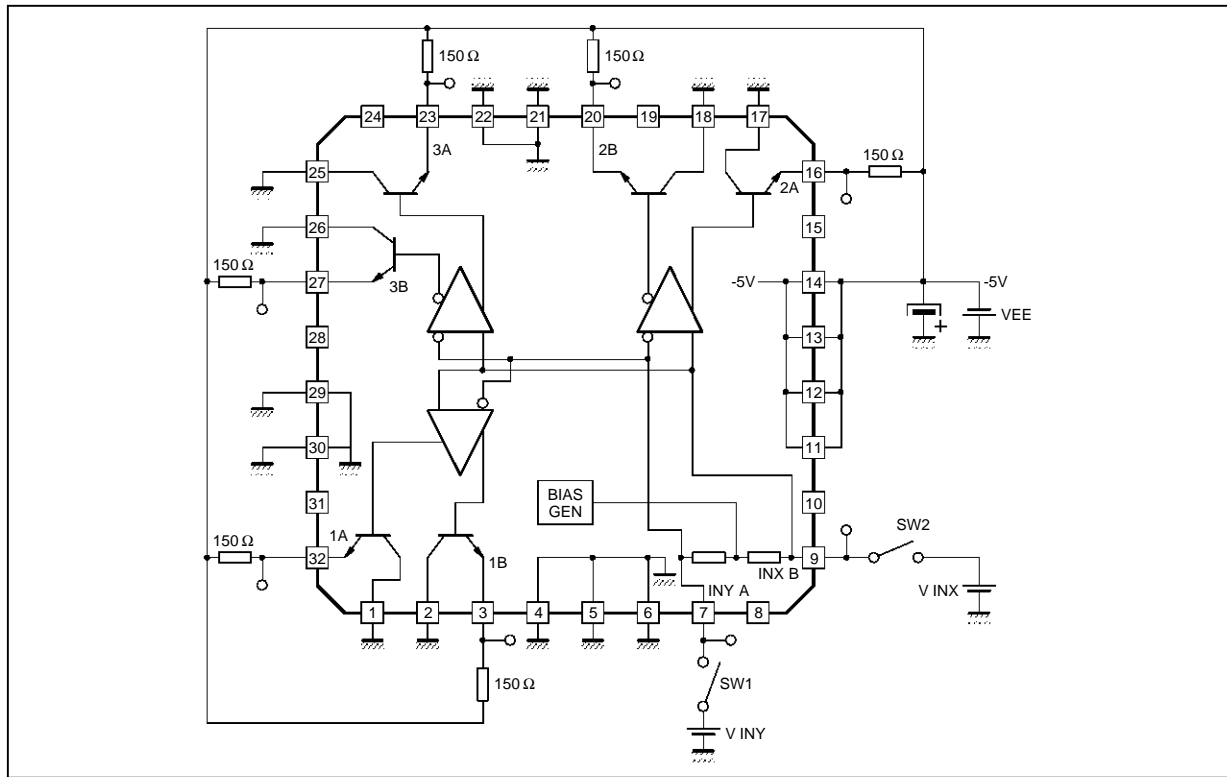 150 Ω
150 Ω
24
23
22
21
20
19
18
17
3A
2B
150 Ω
25
2A
16
26
15
150 Ω
27
3B
-5V
14
-5V
VEE
+
28
13
29
12
30
11
31
BIAS
GEN
10
SW2
150 Ω
1A
32
1B
INX B
9
INY A
V INX
1
2
3
4
5
6
7
8
150 Ω
SW1
V INY